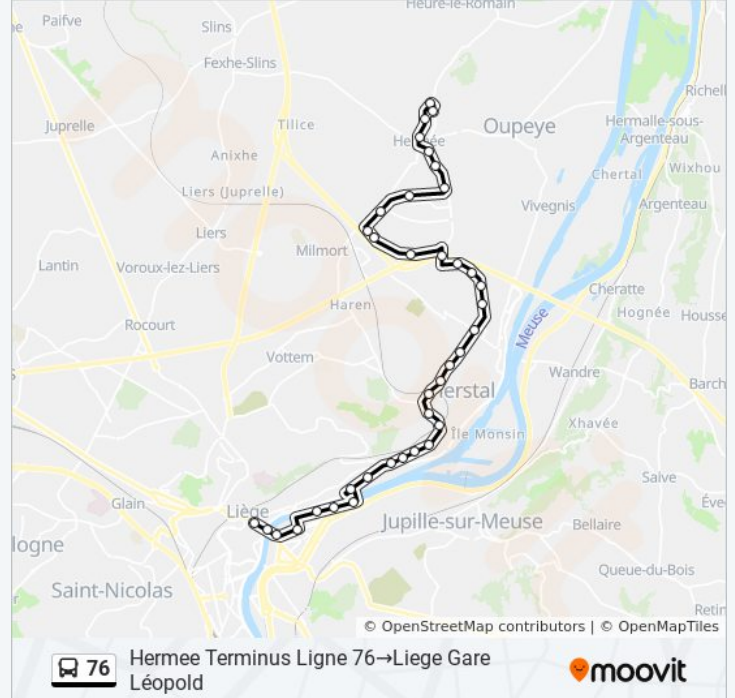 Heure-le-Romain
Paifve
Slins
Fexhe-Slins
Richell
Juprelle
Tilice
Hermée
Oupeye
Hermalle-sous-
Argenteau
Anixhe
Wixhou
Chertal
Liers (Juprelle)
Vivegnis
Argenteau
Liers
Milmort
Lantin
Voroux-lez-Liers
Cheratte
Haren
Hognée
Housse
Rocourt
Meuse
Vottem
Wandre
Barch
erstal
Xhavée
Île Monsin
Saive
Glain
Liège
Jupille-sur-Meuse
Bellaire
logne
Queue-du-Bois
Saint-Nicolas
Retin
© OpenStreetMap contributors | © OpenMapTiles
76 Hermee Terminus Ligne 76→Liege Gare
Léopold
moovit